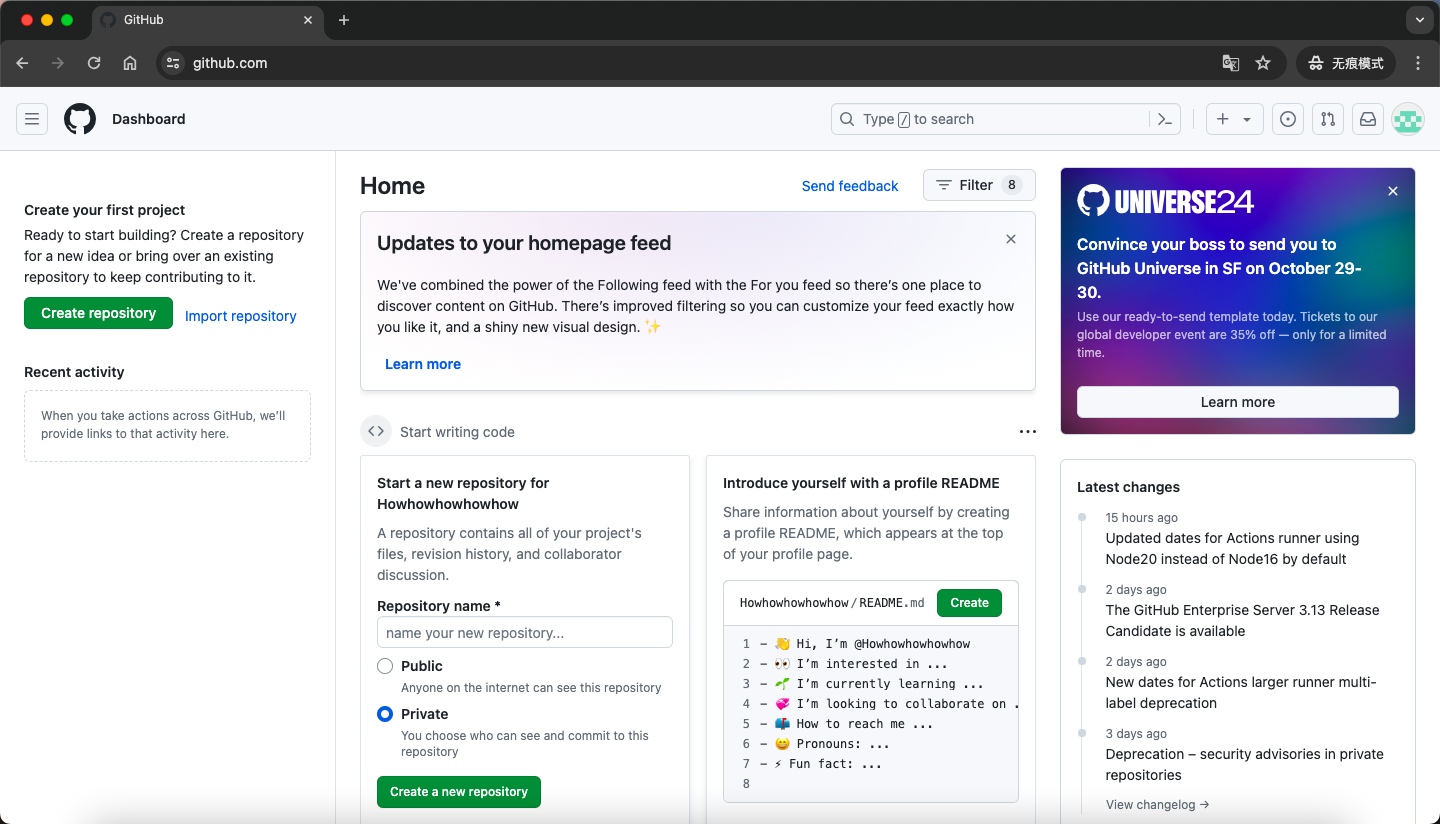 GitHub
github.com
无痕模式
Dashboard
Type / to search
Create your first project
Ready to start building? Create a repository
for a new idea or bring over an existing
repository to keep contributing to it.
Create repository
Import repository
Recent activity
When you take actions across GitHub, we’ll
provide links to that activity here.
Home
Send feedback
Filter 8
Updates to your homepage feed
We've combined the power of the Following feed with the For you feed so there’s one place to
discover content on GitHub. There’s improved filtering so you can customize your feed exactly how
you like it, and a shiny new visual design. ✨
Learn more
Start writing code
Start a new repository for
Howhowhowhowhow
A repository contains all of your project's
files, revision history, and collaborator
discussion.
Repository name *
name your new repository...
Public
Anyone on the internet can see this repository
Private
You choose who can see and commit to this
repository
Create a new repository
Introduce yourself with a profile README
Share information about yourself by creating
a profile README, which appears at the top
of your profile page.
Howhowhowhowhow/README.md
Create
1 – 👋 Hi, I’m @Howhowhowhowhow
2 – 👀 I’m interested in ...
3 – 🌱 I’m currently learning ...
4 – 💞️ I’m looking to collaborate on .
5 – 📫 How to reach me ...
6 – 😄 Pronouns: ...
7 – ⚡ Fun fact: ...
8
UNIVERSE24
Convince your boss to send you to
GitHub Universe in SF on October 29-
30.
Use our ready-to-send template today. Tickets to our
global developer event are 35% off — only for a limited
time.
Learn more
Latest changes
15 hours ago
Updated dates for Actions runner using
Node20 instead of Node16 by default
2 days ago
The GitHub Enterprise Server 3.13 Release
Candidate is available
2 days ago
New dates for Actions larger runner multi-
label deprecation
3 days ago
Deprecation – security advisories in private
repositories
View changelog →